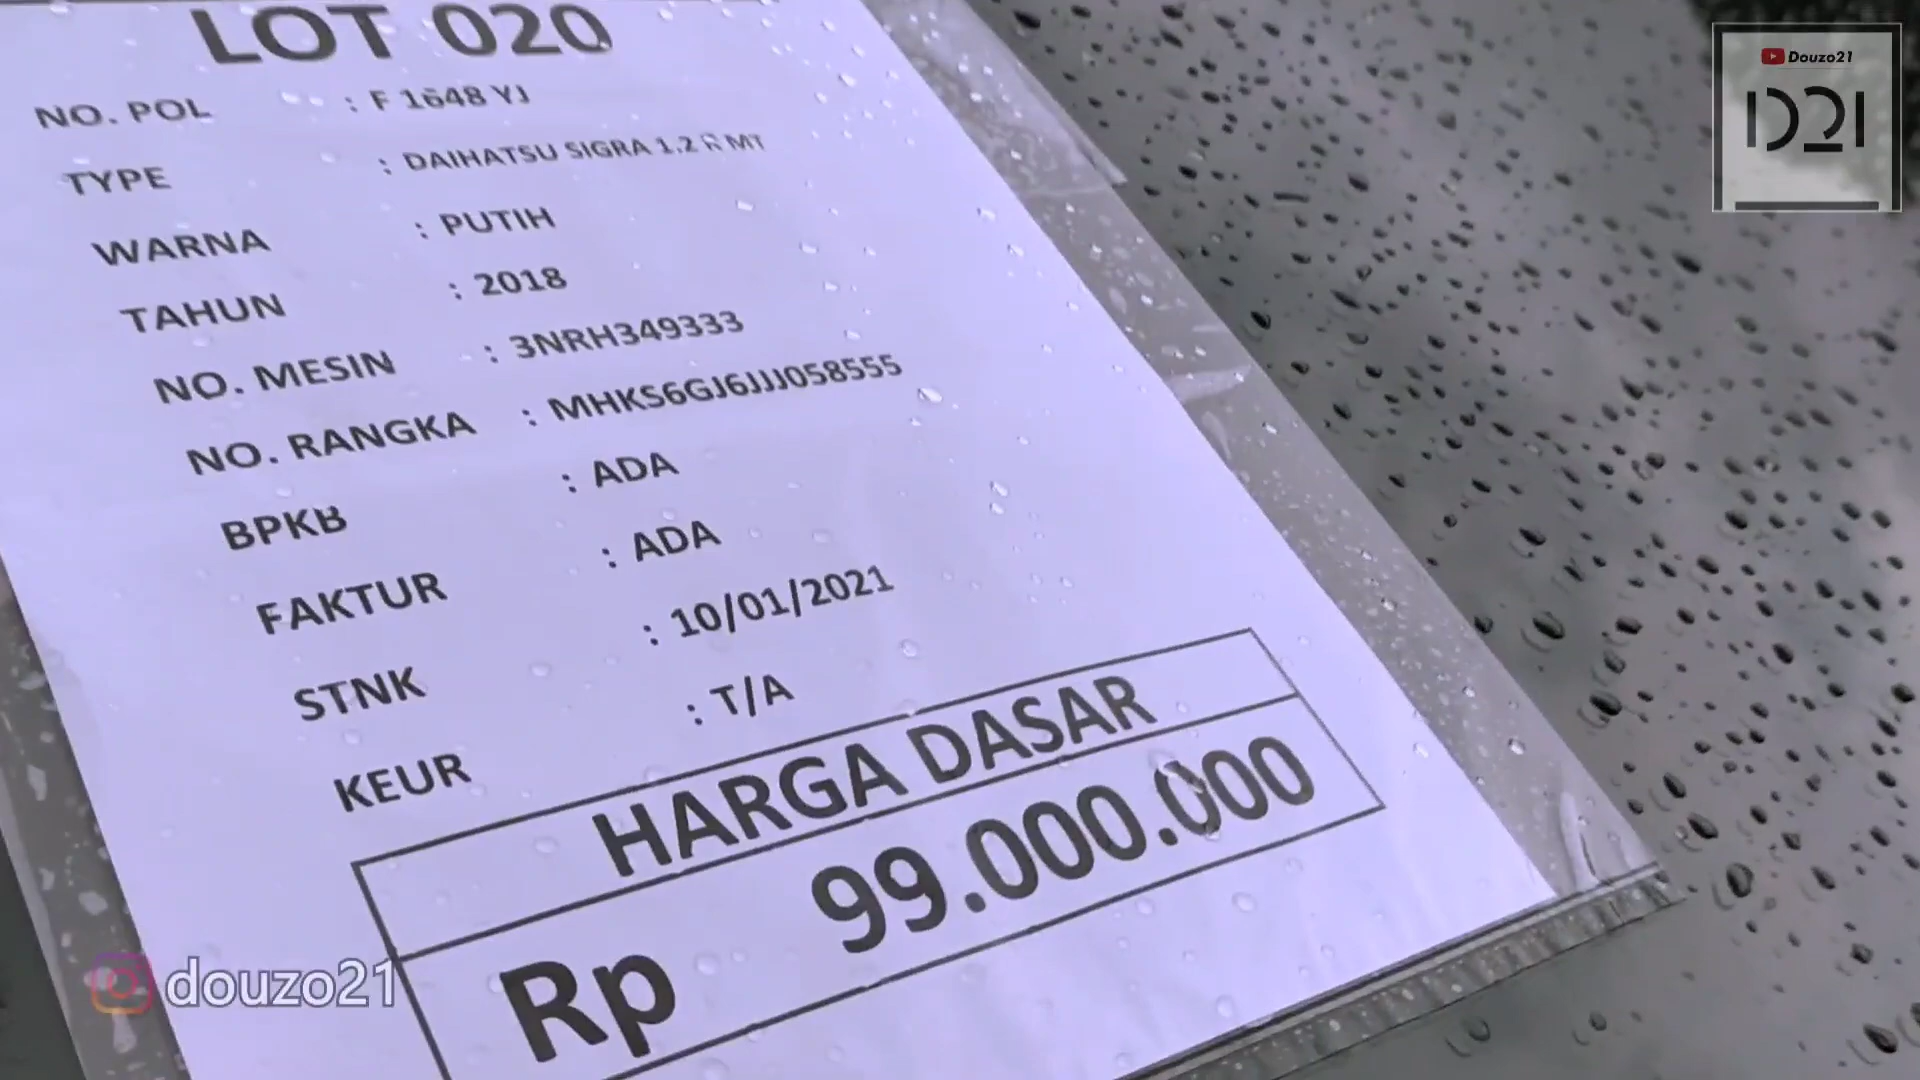 LOT 020
NO. POL : F 1648 YJ
TYPE : DAIHATSU SIGRA 1.2 R MT
WARNA : PUTIH
TAHUN : 2018
NO. MESIN : 3NRH349333
NO. RANGKA : MHKS6GJ6JJJ058555
BPKB : ADA
FAKTUR : ADA
STNK : 10/01/2021
KEUR : T/A
HARGA DASAR
Rp 99.000.000
Douzo21
D21
douzo21